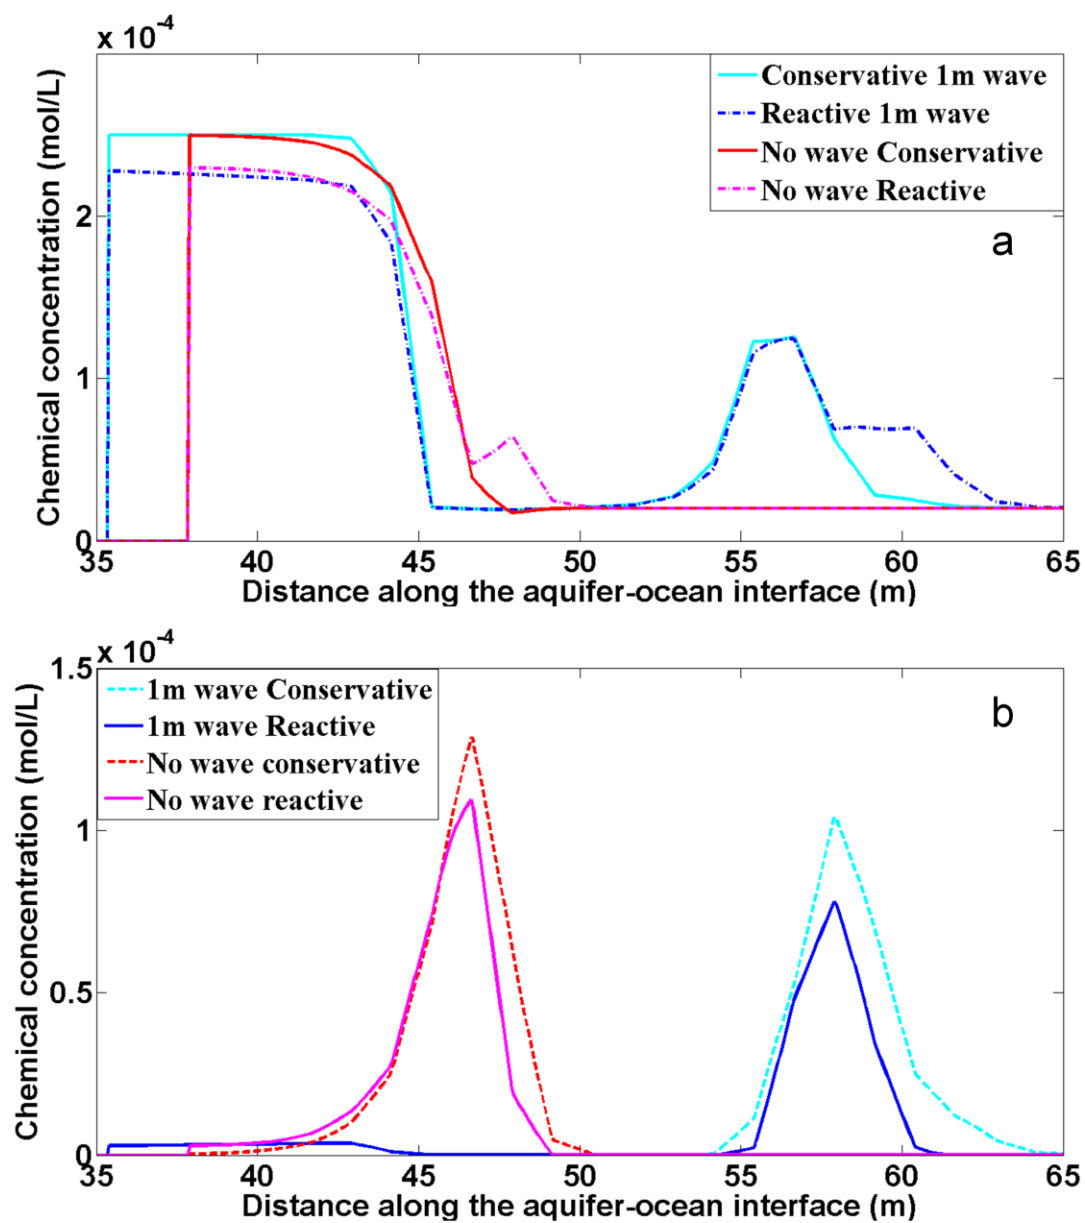 x 10⁻⁴
Chemical concentration (mol/L)
0
1
2
35
40
45
50
55
60
65
Distance along the aquifer-ocean interface (m)
Conservative 1m wave
Reactive 1m wave
No wave Conservative
No wave Reactive
a
x 10⁻⁴
Chemical concentration (mol/L)
0
0.5
1
1.5
35
40
45
50
55
60
65
Distance along the aquifer-ocean interface (m)
1m wave Conservative
1m wave Reactive
No wave conservative
No wave reactive
b